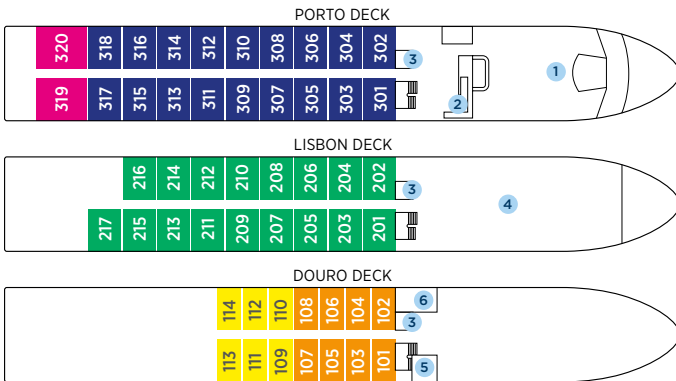 PORTO DECK
320 318 316 314 312 310 308 306 304 302 3
1
2
319 317 315 313 311 309 307 305 303 301
LISBON DECK
216 214 212 210 208 206 204 202 3
4
217 215 213 211 209 207 205 203 201
DOURO DECK
114 112 110 108 106 104 102 6
3
113 111 109 107 105 103 101 5